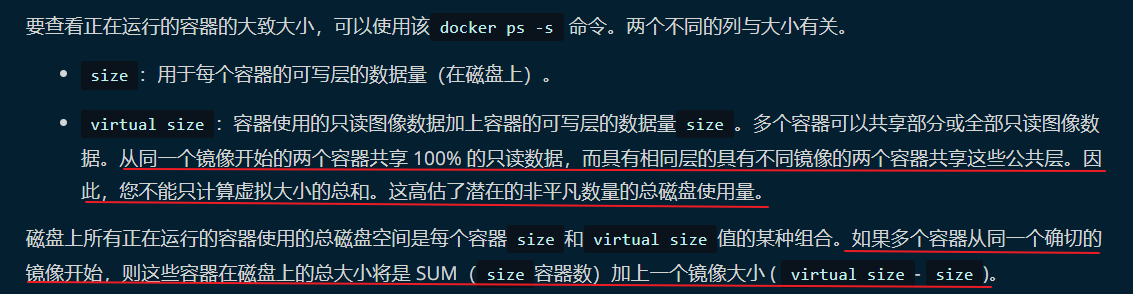 要查看正在运行的容器的大致大小，可以使用该 docker ps -s 命令。两个不同的列与大小有关。
• size：用于每个容器的可写层的数据量（在磁盘上）。
• virtual size：容器使用的只读图像数据加上容器的可写层的数据量 size 。多个容器可以共享部分或全部只读图像数
据。从同一个镜像开始的两个容器共享 100% 的只读数据，而具有相同层的具有不同镜像的两个容器共享这些公共层。因
此，您不能只计算虚拟大小的总和。这高估了潜在的非平凡数量的总磁盘使用量。
磁盘上所有正在运行的容器使用的总磁盘空间是每个容器 size 和 virtual size 值的某种组合。如果多个容器从同一个确切的
镜像开始，则这些容器在磁盘上的总大小将是 SUM（ size 容器数）加上一个镜像大小 ( virtual size - size )。